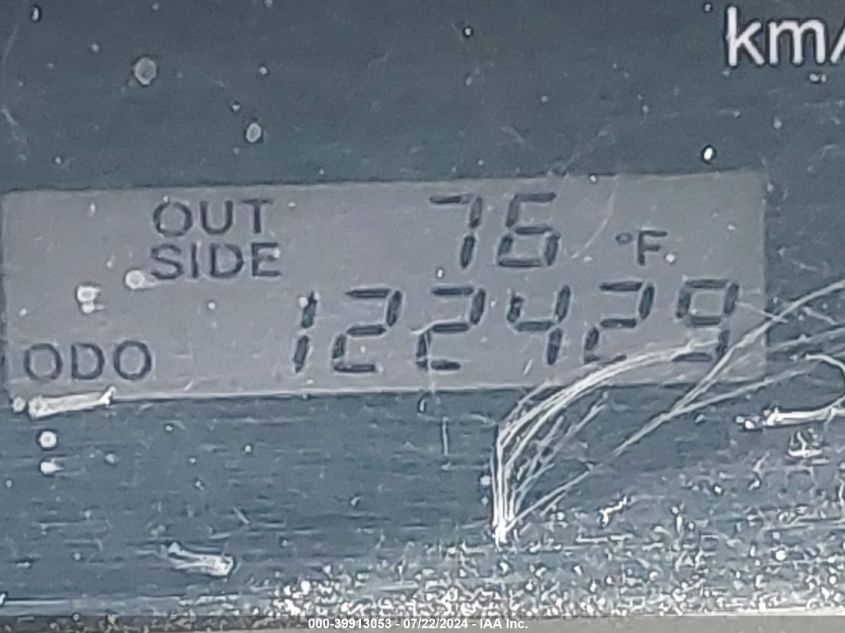 km/
OUT SIDE 76 °F
ODO 122429
000-39913053 - 07/22/2024 - IAA Inc.